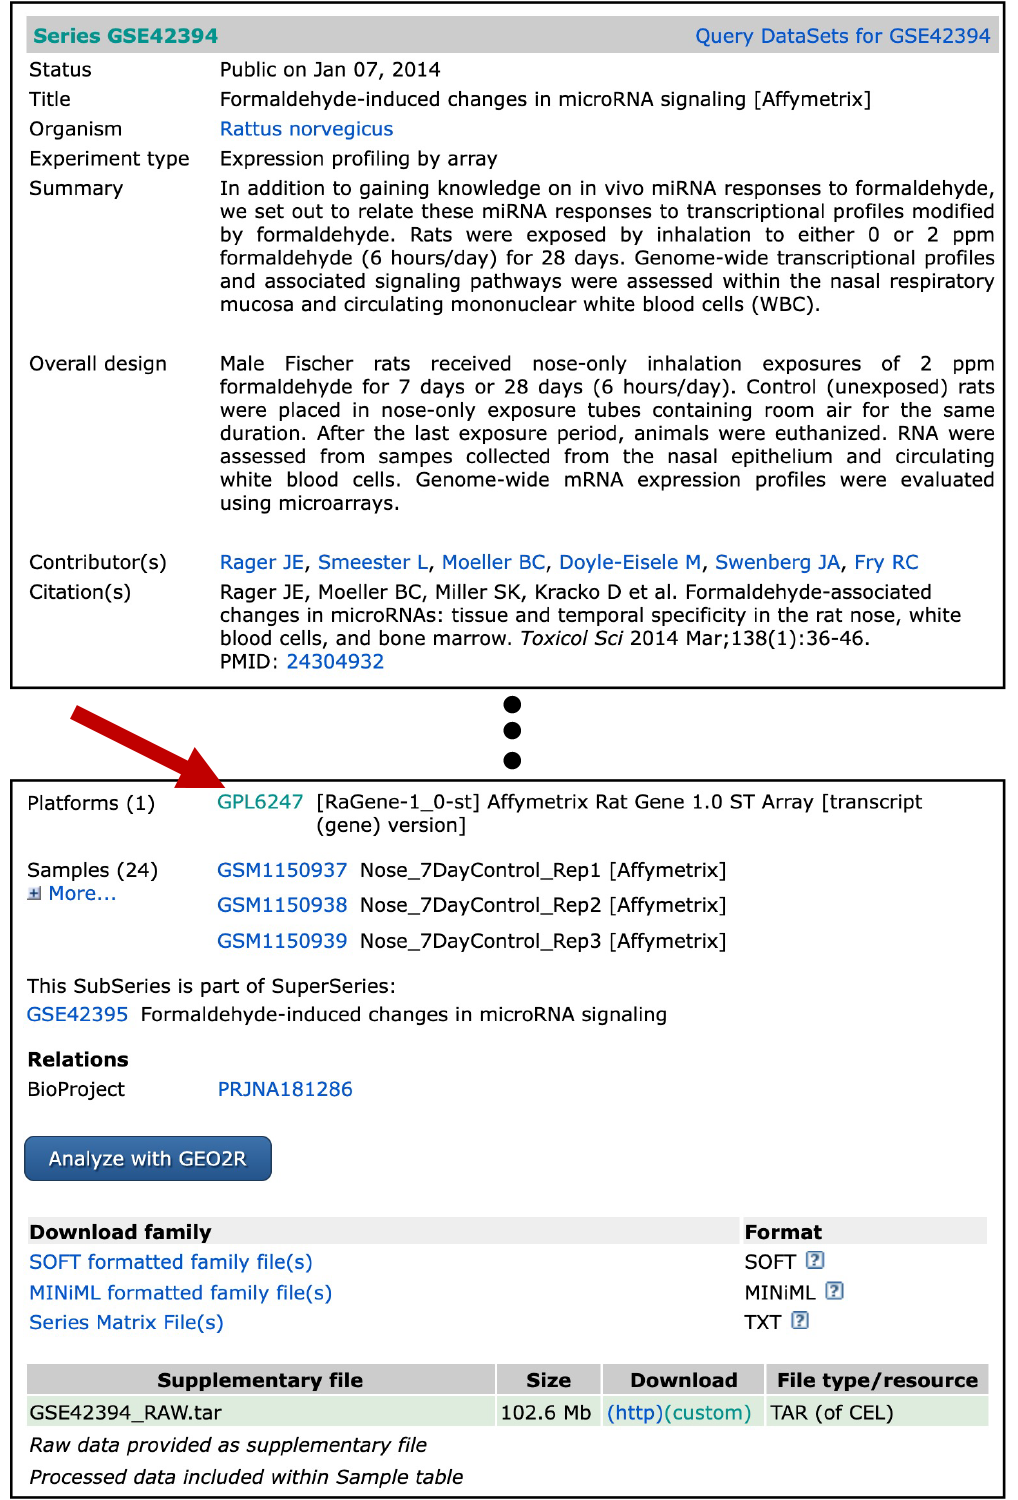 Series GSE42394 Query DataSets for GSE42394
Status Public on Jan 07, 2014
Title Formaldehyde-induced changes in microRNA signaling [Affymetrix]
Organism Rattus norvegicus
Experiment type Expression profiling by array
Summary In addition to gaining knowledge on in vivo miRNA responses to formaldehyde,
we set out to relate these miRNA responses to transcriptional profiles modified
by formaldehyde. Rats were exposed by inhalation to either 0 or 2 ppm
formaldehyde (6 hours/day) for 28 days. Genome-wide transcriptional profiles
and associated signaling pathways were assessed within the nasal respiratory
mucosa and circulating mononuclear white blood cells (WBC).
Overall design Male Fischer rats received nose-only inhalation exposures of 2 ppm
formaldehyde for 7 days or 28 days (6 hours/day). Control (unexposed) rats
were placed in nose-only exposure tubes containing room air for the same
duration. After the last exposure period, animals were euthanized. RNA were
assessed from sampes collected from the nasal epithelium and circulating
white blood cells. Genome-wide mRNA expression profiles were evaluated
using microarrays.
Contributor(s) Rager JE, Smeester L, Moeller BC, Doyle-Eisele M, Swenberg JA, Fry RC
Citation(s) Rager JE, Moeller BC, Miller SK, Kracko D et al. Formaldehyde-associated
changes in microRNAs: tissue and temporal specificity in the rat nose, white
blood cells, and bone marrow. Toxicol Sci 2014 Mar;138(1):36-46.
PMID: 24304932
Platforms (1) GPL6247 [RaGene-1_0-st] Affymetrix Rat Gene 1.0 ST Array [transcript
(gene) version]
Samples (24) GSM1150937 Nose_7DayControl_Rep1 [Affymetrix]
More...
GSM1150938 Nose_7DayControl_Rep2 [Affymetrix]
GSM1150939 Nose_7DayControl_Rep3 [Affymetrix]
This SubSeries is part of SuperSeries:
GSE42395 Formaldehyde-induced changes in microRNA signaling
Relations
BioProject PRJNA181286
Analyze with GEO2R
Download family Format
SOFT formatted family file(s) SOFT ?
MINiML formatted family file(s) MINiML ?
Series Matrix File(s) TXT ?
Supplementary file Size Download File type/resource
GSE42394_RAW.tar 102.6 Mb (http)(custom) TAR (of CEL)
Raw data provided as supplementary file
Processed data included within Sample table